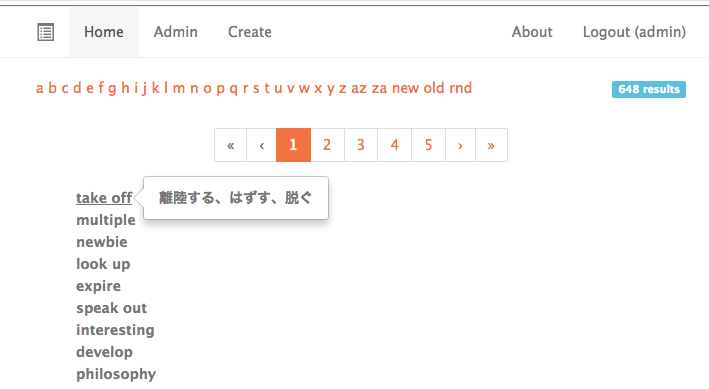 Home Admin Create About Logout (admin)
a b c d e f g h i j k l m n o p q r s t u v w x y z az za new old rnd 648 results
« ‹ 1 2 3 4 5 › »
take off 離陸する、はずす、脱ぐ
multiple
newbie
look up
expire
speak out
interesting
develop
philosophy